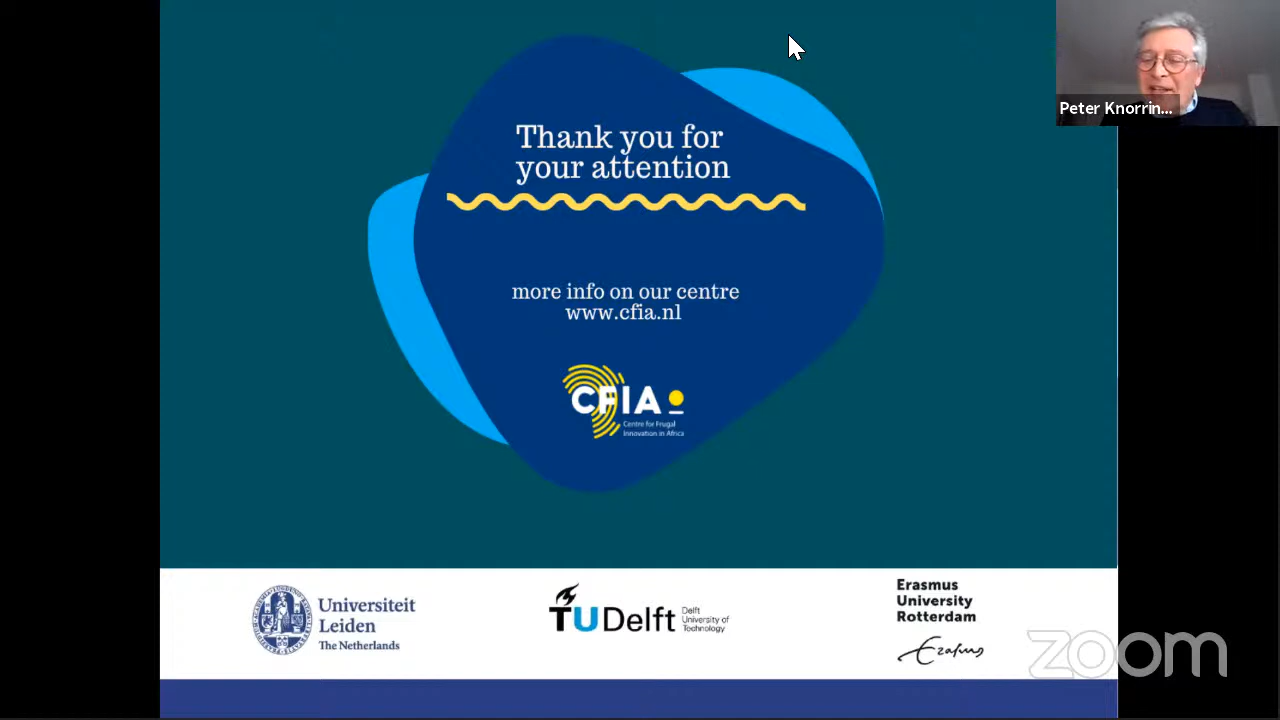 Peter Knorrin...
Thank you for
your attention
more info on our centre
www.cfia.nl
CFIA
Centre for Frugal
Innovation in Africa
Universiteit
Leiden
The Netherlands
TUDelft
Delft
University of
Technology
Erasmus
University
Rotterdam
Erasmus
zoom